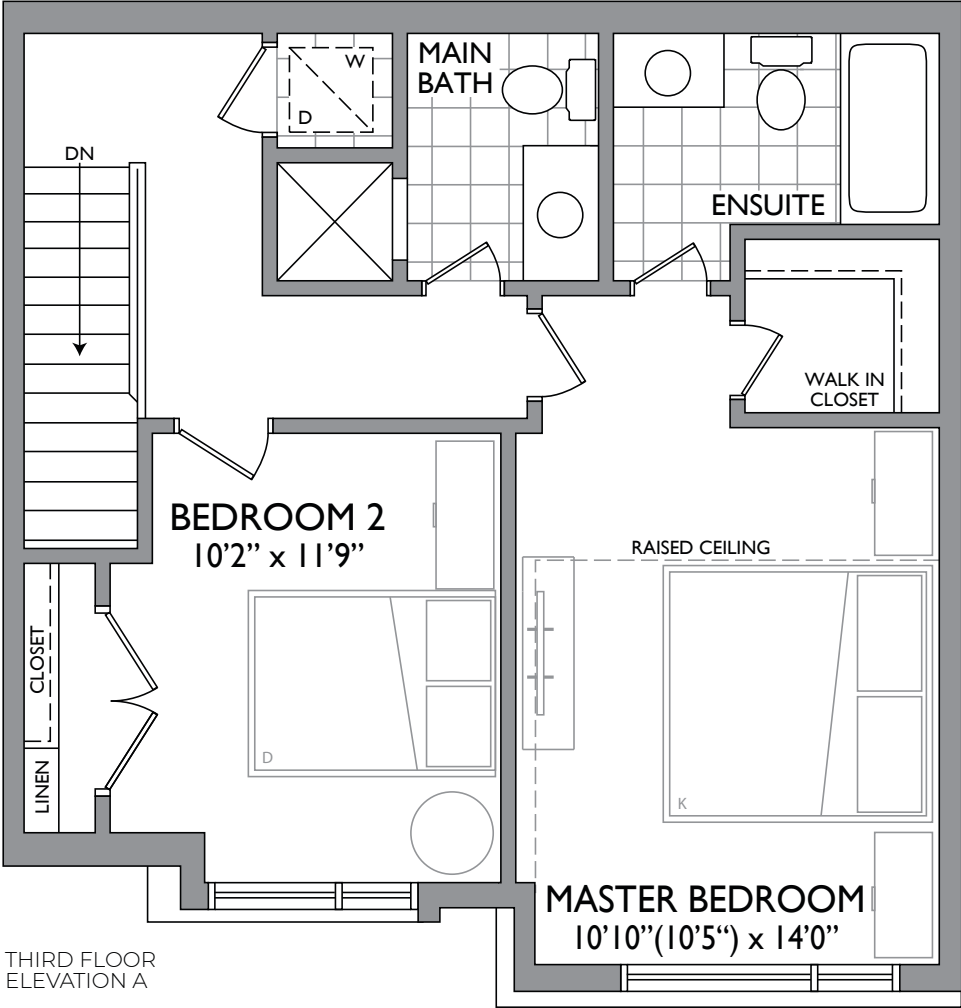 MAIN
BATH
W
D
DN
ENSUITE
WALK IN
CLOSET
BEDROOM 2
10’2” x 11’9”
RAISED CEILING
CLOSET
LINEN
D
K
MASTER BEDROOM
10’10”(10’5“) x 14’0”
THIRD FLOOR
ELEVATION A